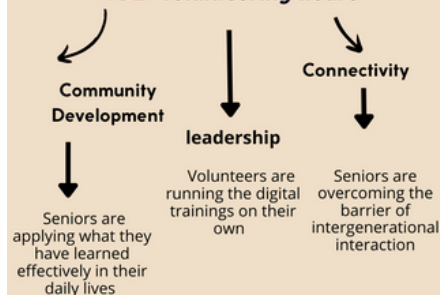 Community
Development
Seniors are
applying what they
have learned
effectively in their
daily lives
leadership
Volunteers are
running the digital
trainings on their
own
Connectivity
Seniors are
overcoming the
barrier of
intergenerational
interaction